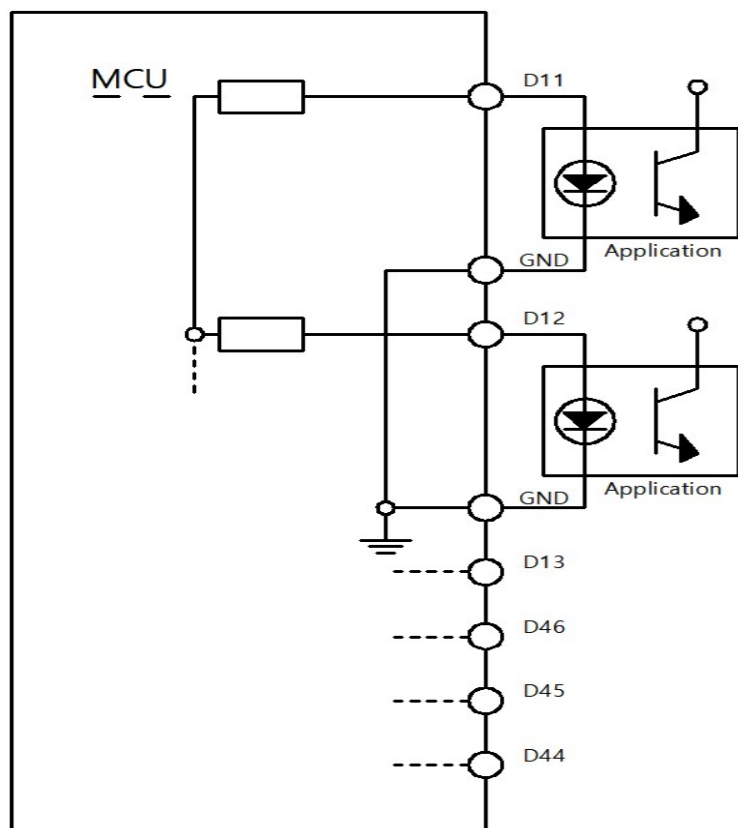 MCU
D11
Application
GND
D12
Application
GND
D13
D46
D45
D44